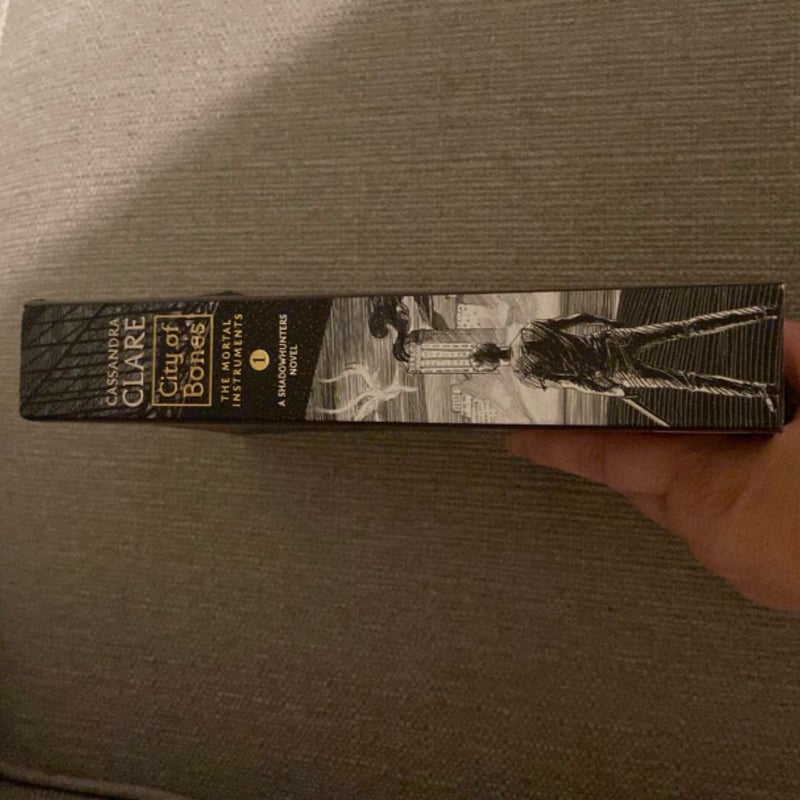 CASSANDRA
CLARE
City of
Bones
THE MORTAL
INSTRUMENTS
1
A SHADOWHUNTERS
NOVEL